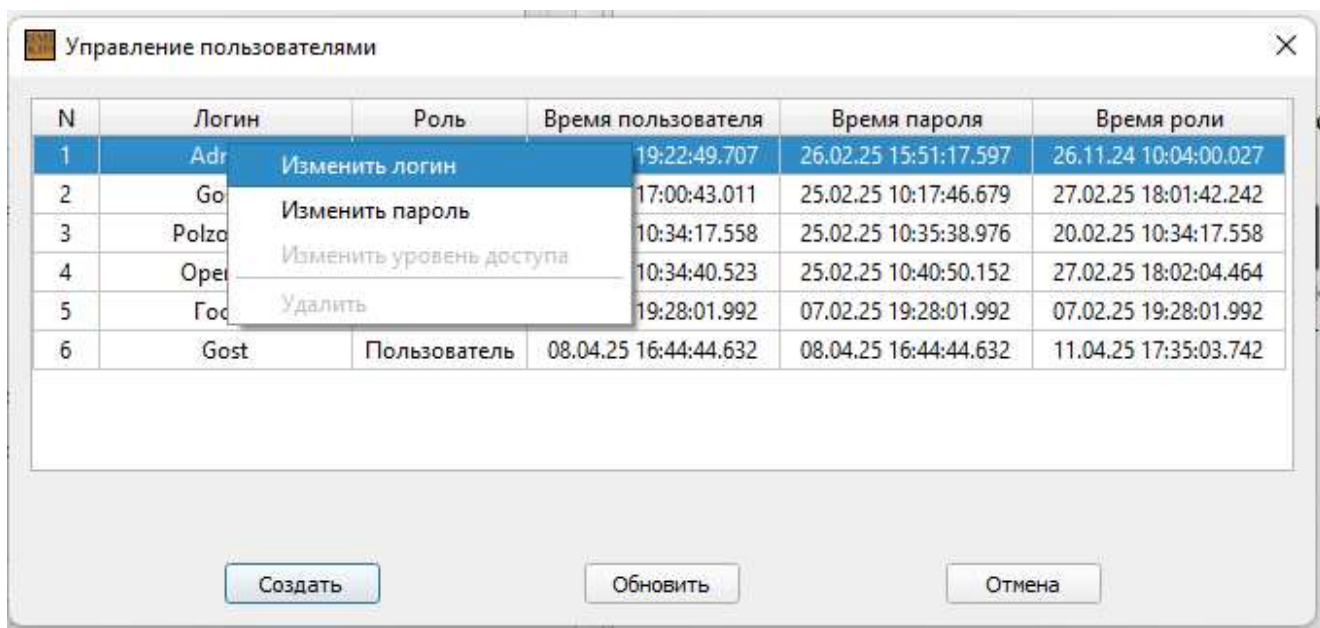 Управление пользователями
N Логин Роль Время пользователя Время пароля Время роли
1 19:22:49.707 26.02.25 15:51:17.597 26.11.24 10:04:00.027
Изменить логин
2 17:00:43.011 25.02.25 10:17:46.679 27.02.25 18:01:42.242
Изменить пароль
3 10:34:17.558 25.02.25 10:35:38.976 20.02.25 10:34:17.558
Изменить уровень доступа
4 10:34:40.523 25.02.25 10:40:50.152 27.02.25 18:02:04.464
Удалить
5 19:28:01.992 07.02.25 19:28:01.992 07.02.25 19:28:01.992
6 Gost Пользователь 08.04.25 16:44:44.632 08.04.25 16:44:44.632 11.04.25 17:35:03.742
Создать Обновить Отмена